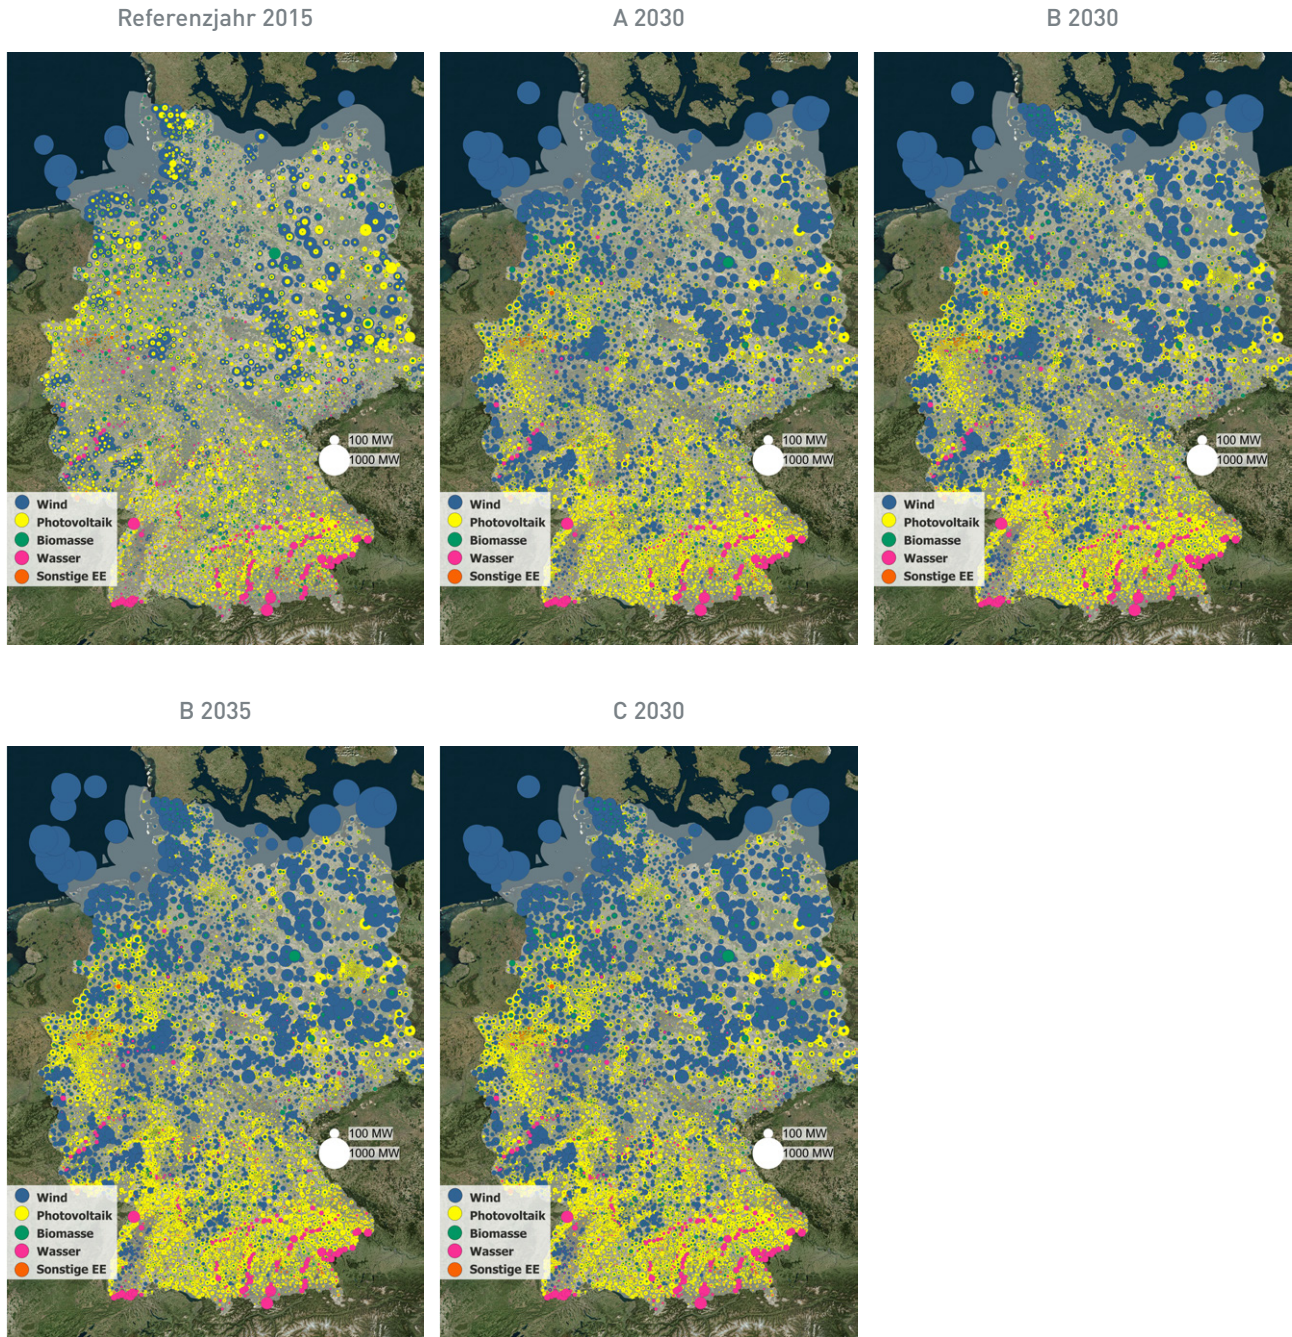 Referenzjahr 2015
A 2030
B 2030
100 MW
1000 MW
Wind
Photovoltaik
Biomasse
Wasser
Sonstige EE
100 MW
1000 MW
Wind
Photovoltaik
Biomasse
Wasser
Sonstige EE
100 MW
1000 MW
Wind
Photovoltaik
Biomasse
Wasser
Sonstige EE
B 2035
C 2030
100 MW
1000 MW
Wind
Photovoltaik
Biomasse
Wasser
Sonstige EE
100 MW
1000 MW
Wind
Photovoltaik
Biomasse
Wasser
Sonstige EE